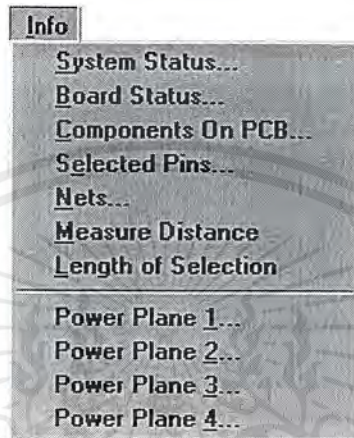 Info
System Status...
Board Status...
Components On PCB...
Selected Pins...
Nets...
Measure Distance
Length of Selection
Power Plane 1...
Power Plane 2...
Power Plane 3...
Power Plane 4...